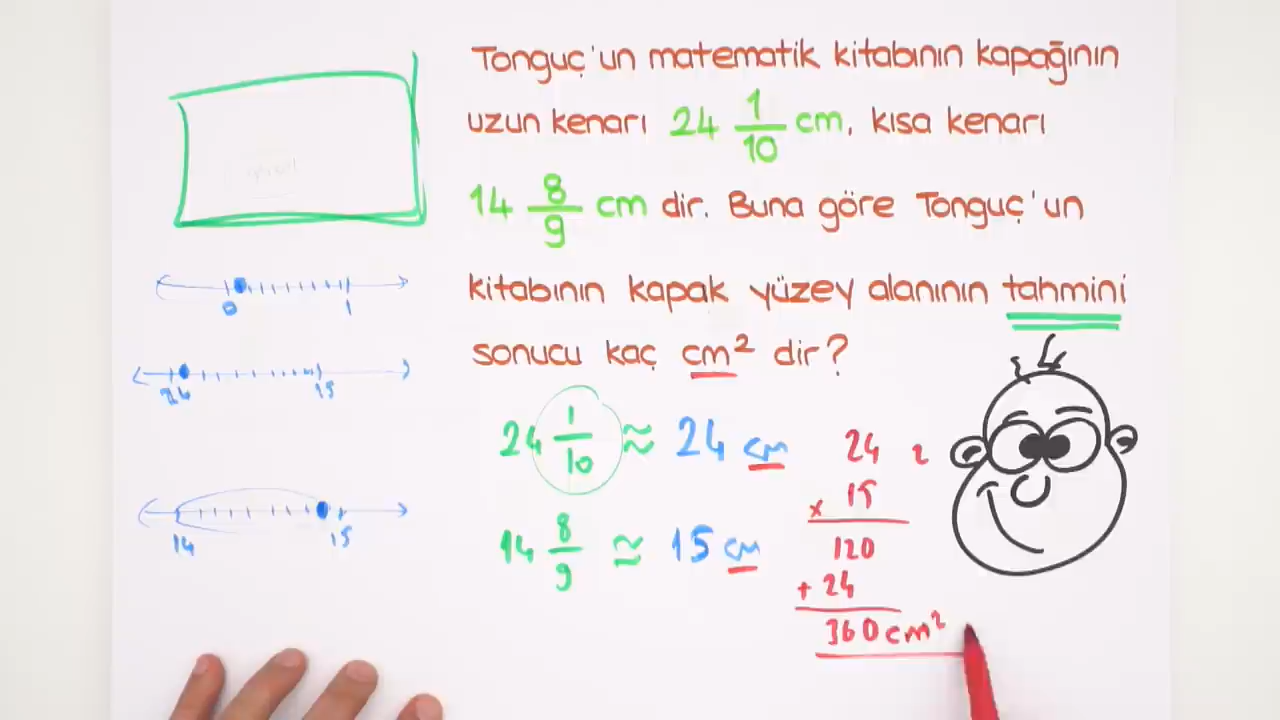 Tonguç'un matematik kitabının kapağının
uzun kenarı 24 1/10 cm, kısa kenarı
14 8/9 cm dir. Buna göre Tonguç'un
kitabının kapak yüzey alanının tahmini
sonucu kaç cm² dir?
0 1
24 15
14 15
24 1/10 ≈ 24 cm
14 8/9 ≅ 15 cm
24 2
x 15
120
+ 24
360 cm²